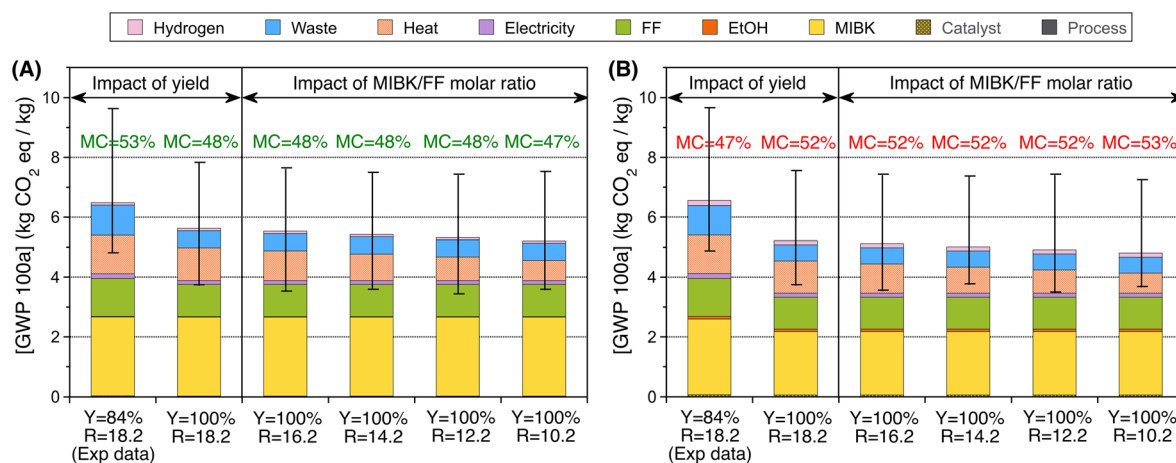 Hydrogen Waste Heat Electricity FF EtOH MIBK Catalyst Process
(A)
Impact of yield
Impact of MIBK/FF molar ratio
[GWP 100a] (kg CO2 eq / kg)
10
8
6
4
2
0
MC=53% MC=48% MC=48% MC=48% MC=48% MC=47%
Y=84% Y=100% Y=100% Y=100% Y=100% Y=100%
R=18.2 R=18.2 R=16.2 R=14.2 R=12.2 R=10.2
(Exp data)
(B)
Impact of yield
Impact of MIBK/FF molar ratio
[GWP 100a] (kg CO2 eq / kg)
10
8
6
4
2
0
MC=47% MC=52% MC=52% MC=52% MC=52% MC=53%
Y=84% Y=100% Y=100% Y=100% Y=100% Y=100%
R=18.2 R=18.2 R=16.2 R=14.2 R=12.2 R=10.2
(Exp data)